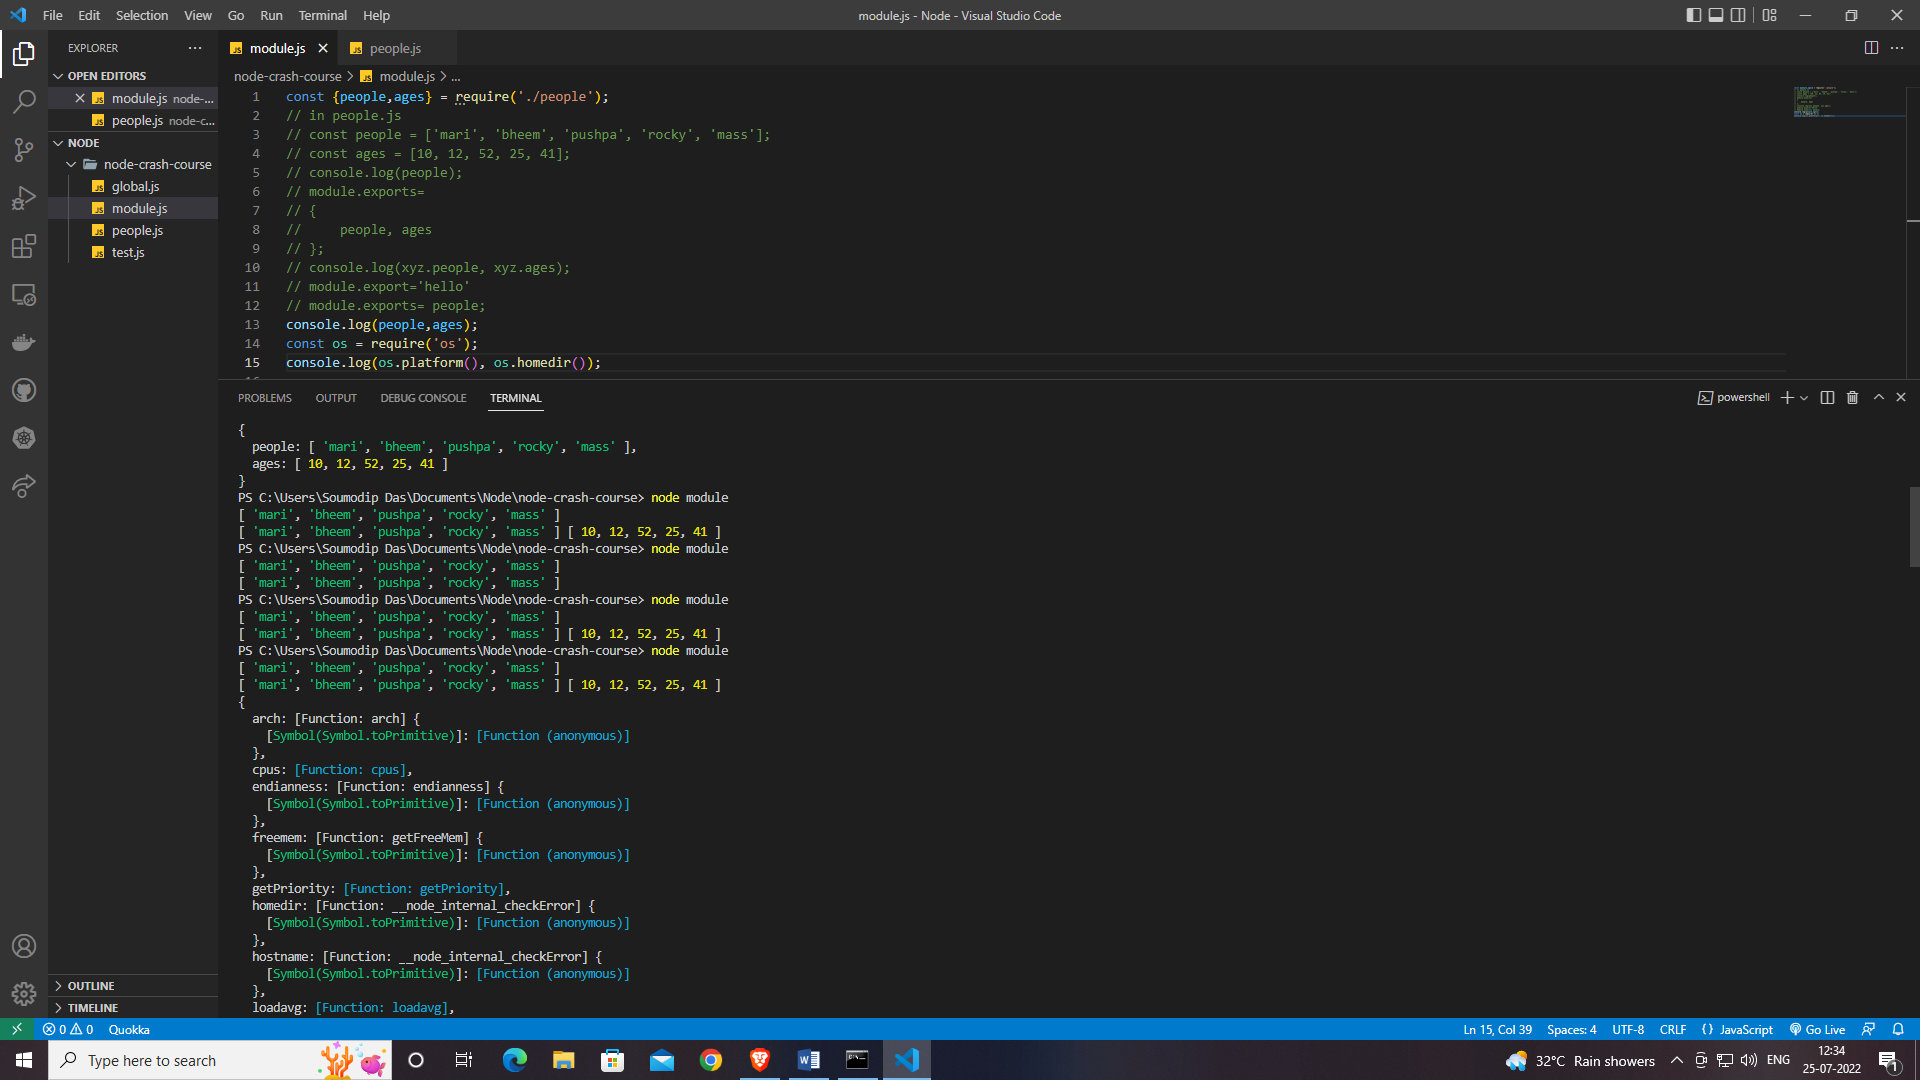 File Edit Selection View Go Run Terminal Help
module.js - Node - Visual Studio Code
EXPLORER
OPEN EDITORS
module.js node-...
people.js node-c...
NODE
node-crash-course
global.js
module.js
people.js
test.js
OUTLINE
TIMELINE
module.js people.js
node-crash-course > module.js > ...
1 const {people,ages} = require('./people');
2 // in people.js
3 // const people = ['mari', 'bheem', 'pushpa', 'rocky', 'mass'];
4 // const ages = [10, 12, 52, 25, 41];
5 // console.log(people);
6 // module.exports=
7 // {
8 //     people, ages
9 // };
10 // console.log(xyz.people, xyz.ages);
11 // module.export='hello'
12 // module.exports= people;
13 console.log(people,ages);
14 const os = require('os');
15 console.log(os.platform(), os.homedir());
PROBLEMS OUTPUT DEBUG CONSOLE TERMINAL
powershell
{
  people: [ 'mari', 'bheem', 'pushpa', 'rocky', 'mass' ],
  ages: [ 10, 12, 52, 25, 41 ]
}
PS C:\Users\Soumodip Das\Documents\Node\node-crash-course> node module
[ 'mari', 'bheem', 'pushpa', 'rocky', 'mass' ]
[ 'mari', 'bheem', 'pushpa', 'rocky', 'mass' ] [ 10, 12, 52, 25, 41 ]
PS C:\Users\Soumodip Das\Documents\Node\node-crash-course> node module
[ 'mari', 'bheem', 'pushpa', 'rocky', 'mass' ]
[ 'mari', 'bheem', 'pushpa', 'rocky', 'mass' ]
PS C:\Users\Soumodip Das\Documents\Node\node-crash-course> node module
[ 'mari', 'bheem', 'pushpa', 'rocky', 'mass' ]
[ 'mari', 'bheem', 'pushpa', 'rocky', 'mass' ] [ 10, 12, 52, 25, 41 ]
PS C:\Users\Soumodip Das\Documents\Node\node-crash-course> node module
[ 'mari', 'bheem', 'pushpa', 'rocky', 'mass' ]
[ 'mari', 'bheem', 'pushpa', 'rocky', 'mass' ] [ 10, 12, 52, 25, 41 ]
{
  arch: [Function: arch] {
    [Symbol(Symbol.toPrimitive)]: [Function (anonymous)]
  },
  cpus: [Function: cpus],
  endianness: [Function: endianness] {
    [Symbol(Symbol.toPrimitive)]: [Function (anonymous)]
  },
  freemem: [Function: getFreeMem] {
    [Symbol(Symbol.toPrimitive)]: [Function (anonymous)]
  },
  getPriority: [Function: getPriority],
  homedir: [Function: __node_internal_checkError] {
    [Symbol(Symbol.toPrimitive)]: [Function (anonymous)]
  },
  hostname: [Function: __node_internal_checkError] {
    [Symbol(Symbol.toPrimitive)]: [Function (anonymous)]
  },
  loadavg: [Function: loadavg],
0 0 Quokka
Ln 15, Col 39 Spaces: 4 UTF-8 CRLF { } JavaScript Go Live
Type here to search
32°C Rain showers ENG
12:34
25-07-2022
1